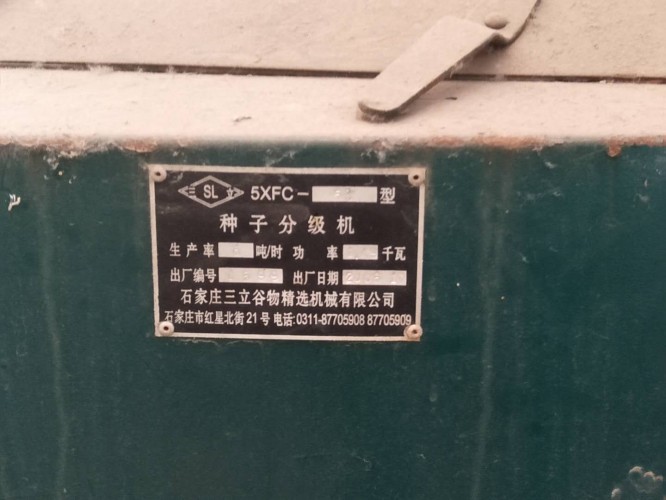 三 SL 立 5XFC- 型
种子分级机
生产率 吨/时 功 率 千瓦
出厂编号 出厂日期
石家庄三立谷物精选机械有限公司
石家庄市红星北街21号 电话:0311-87705908 87705909